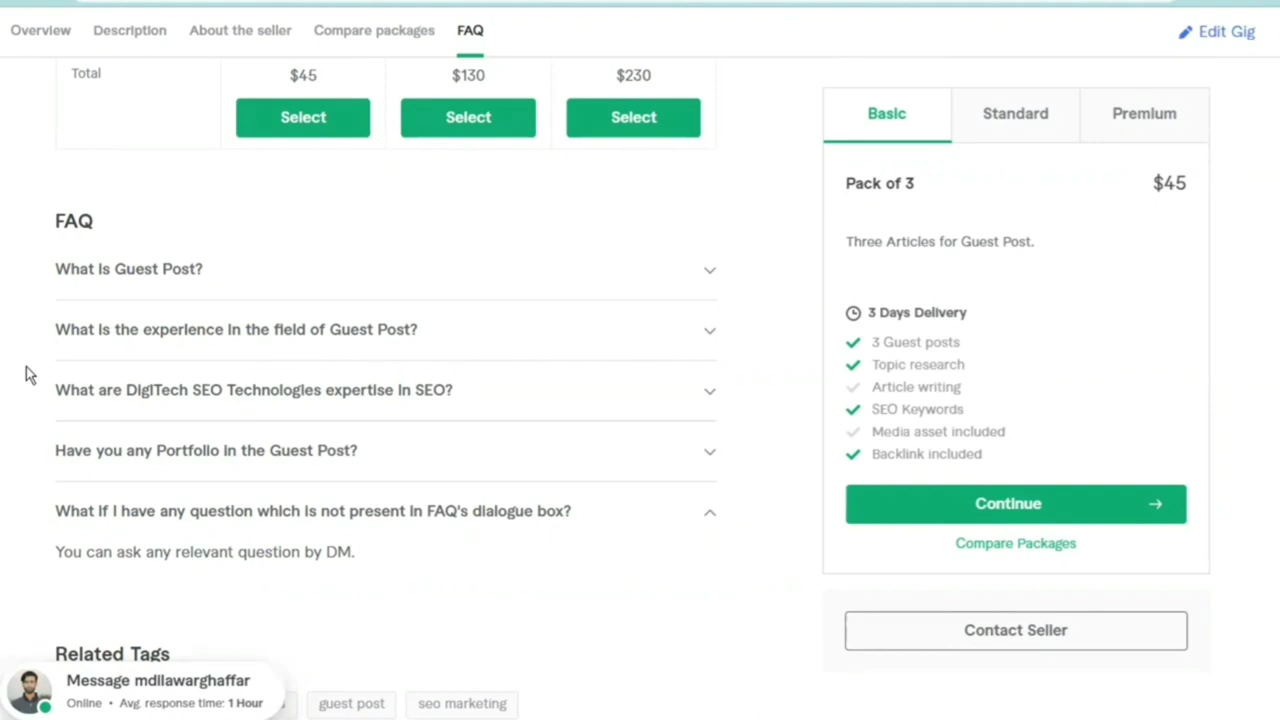 Overview Description About the seller Compare packages FAQ
Edit Gig
Total $45 $130 $230
Select Select Select
FAQ
What Is Guest Post?
What Is the experience In the field of Guest Post?
What are DigiTech SEO Technologies expertise In SEO?
Have you any Portfolio In the Guest Post?
What If I have any question which is not present In FAQ's dialogue box?
You can ask any relevant question by DM.
Related Tags
guest post seo marketing
Message mdilawarghaffar
Online • Avg. response time: 1 Hour
Basic Standard Premium
Pack of 3 $45
Three Articles for Guest Post.
3 Days Delivery
3 Guest posts
Topic research
Article writing
SEO Keywords
Media asset included
Backlink included
Continue
Compare Packages
Contact Seller